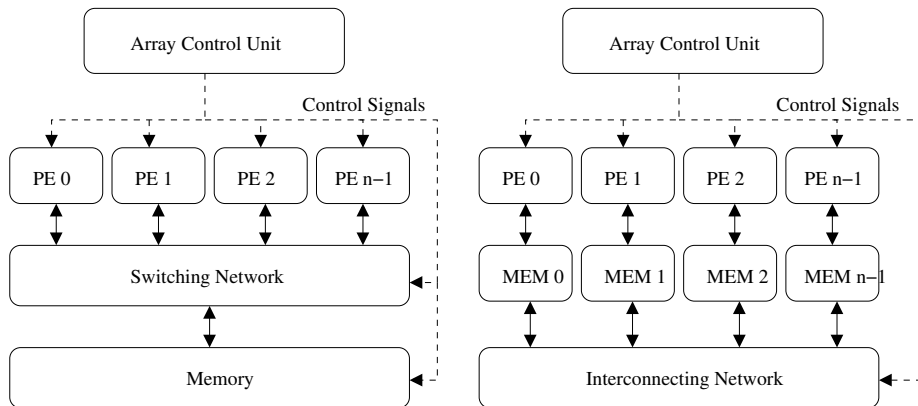 Array Control Unit
Control Signals
PE 0
PE 1
PE 2
PE n−1
Switching Network
Memory
Array Control Unit
Control Signals
PE 0
PE 1
PE 2
PE n−1
MEM 0
MEM 1
MEM 2
MEM n−1
Interconnecting Network